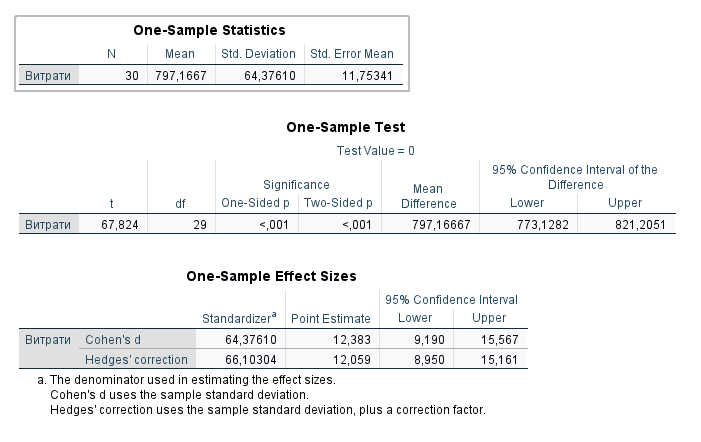 One-Sample Statistics
N Mean Std. Deviation Std. Error Mean
Витрати 30 797,1667 64,37610 11,75341
One-Sample Test
Test Value = 0
95% Confidence Interval of the
Significance Mean Difference
t df One-Sided p Two-Sided p Difference Lower Upper
Витрати 67,824 29 <,001 <,001 797,16667 773,1282 821,2051
One-Sample Effect Sizes
95% Confidence Interval
Standardizerᵃ Point Estimate Lower Upper
Витрати Cohen's d 64,37610 12,383 9,190 15,567
Hedges' correction 66,10304 12,059 8,950 15,161
a. The denominator used in estimating the effect sizes.
Cohen's d uses the sample standard deviation.
Hedges' correction uses the sample standard deviation, plus a correction factor.